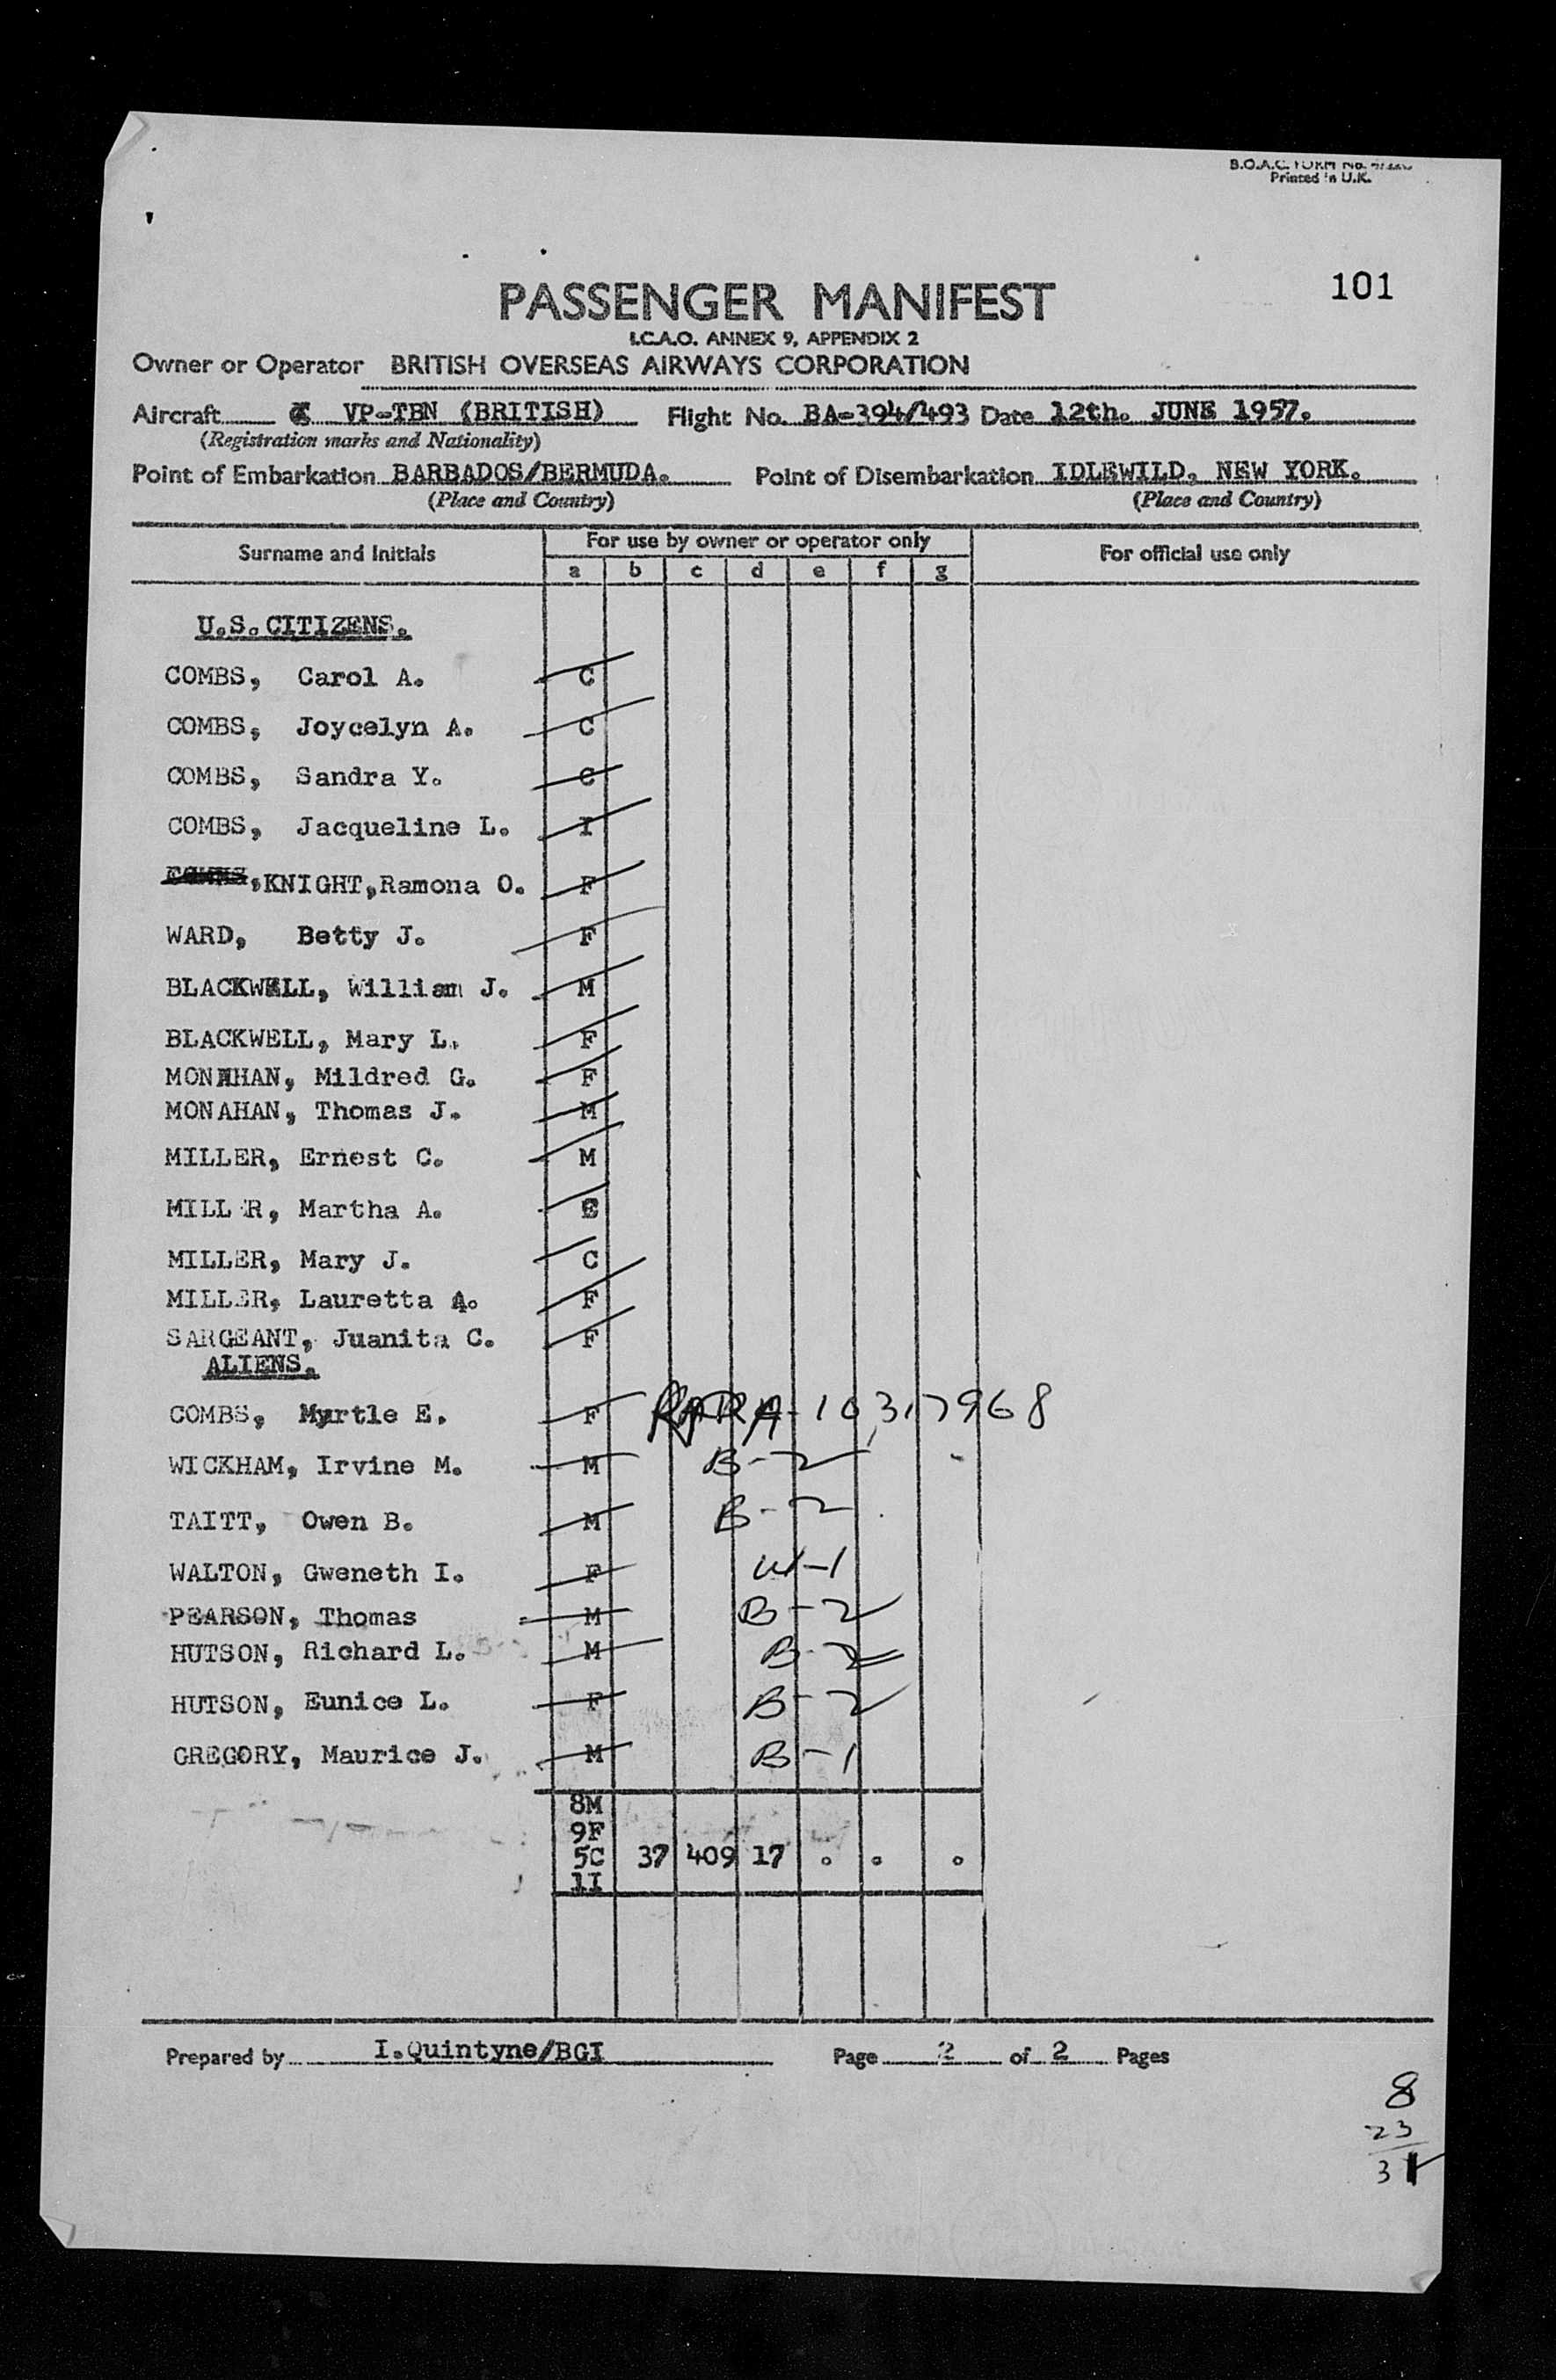 B.O.A.C. FORM No.
Printed in U.K.
101
PASSENGER MANIFEST
I.C.A.O. ANNEX 9, APPENDIX 2
Owner or Operator BRITISH OVERSEAS AIRWAYS CORPORATION
Aircraft VP-TBN (BRITISH) Flight No. BA-394/493 Date 12th. JUNE 1957.
(Registration marks and Nationality)
Point of Embarkation BARBADOS/BERMUDA. Point of Disembarkation IDLEWILD, NEW YORK.
(Place and Country) (Place and Country)
Surname and Initials For use by owner or operator only For official use only
a b c d e f g
U.S. CITIZENS.
COMBS, Carol A. C
COMBS, Joycelyn A. C
COMBS, Sandra Y. C
COMBS, Jacqueline L. I
KNIGHT, Ramona O. F
WARD, Betty J. F
BLACKWELL, William J. M
BLACKWELL, Mary L. F
MONAHAN, Mildred G. F
MONAHAN, Thomas J. M
MILLER, Ernest C. M
MILLER, Martha A. C
MILLER, Mary J. C
MILLER, Lauretta A. F
SARGEANT, Juanita C. F
ALIENS.
COMBS, Myrtle E. F A-10317968
WICKHAM, Irvine M. M B-2
TAITT, Owen B. M B-2
WALTON, Gweneth I. F W-1
PEARSON, Thomas M B-2
HUTSON, Richard L. M B-2
HUTSON, Eunice L. F B-2
GREGORY, Maurice J. M B-1
8M
9F
5C 37 409 17 . . .
1I
Prepared by I.Quintyne/BGI Page 2 of 2 Pages
8
23
31